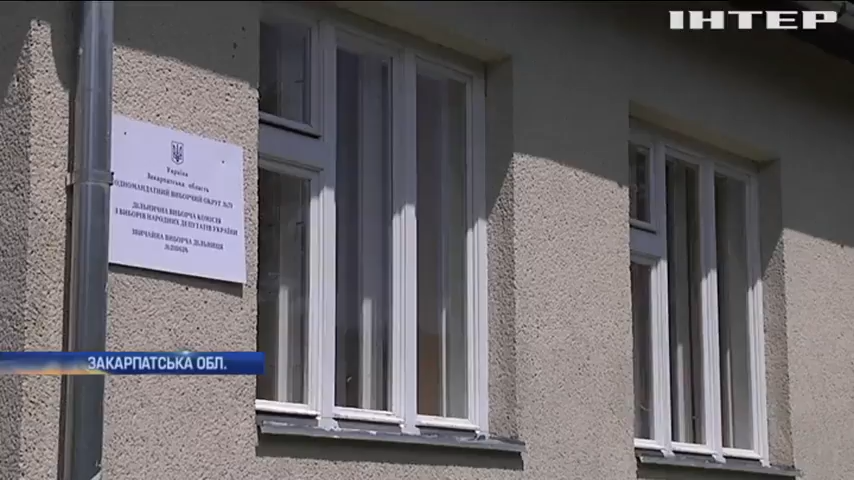 ІНТЕР
Україна
Закарпатська область
ОДНОМАНДАТНИЙ ВИБОРЧИЙ ОКРУГ
ДІЛЬНИЧНА ВИБОРЧА КОМІСІЯ
З ВИБОРІВ НАРОДНИХ ДЕПУТАТІВ УКРАЇНИ
ЗВИЧАЙНА ВИБОРЧА ДІЛЬНИЦЯ
ЗАКАРПАТСЬКА ОБЛ.